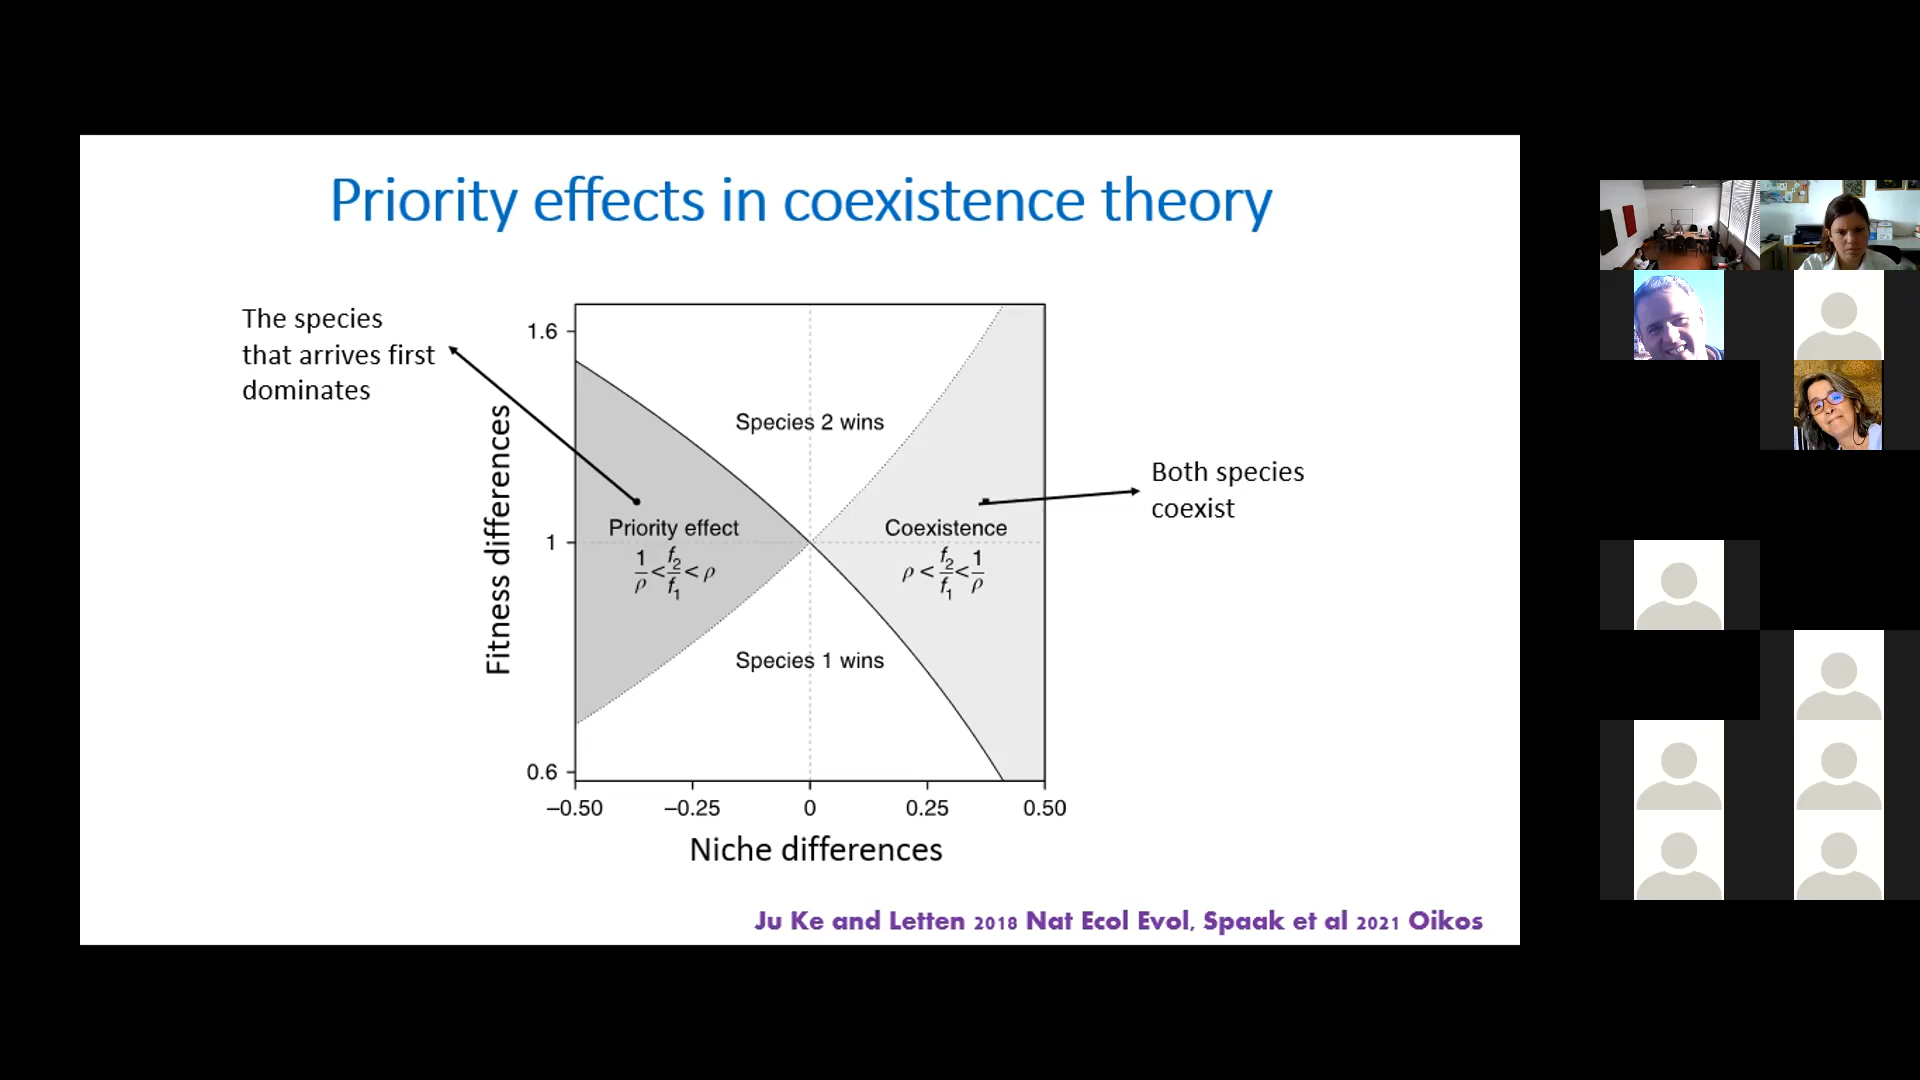 Priority effects in coexistence theory
The species
that arrives first
dominates
Fitness differences
1.6
1
0.6
Species 2 wins
Priority effect
1/ρ < f2/f1 < ρ
Coexistence
ρ < f2/f1 < 1/ρ
Species 1 wins
Both species
coexist
−0.50 −0.25 0 0.25 0.50
Niche differences
Ju Ke and Letten 2018 Nat Ecol Evol, Spaak et al 2021 Oikos